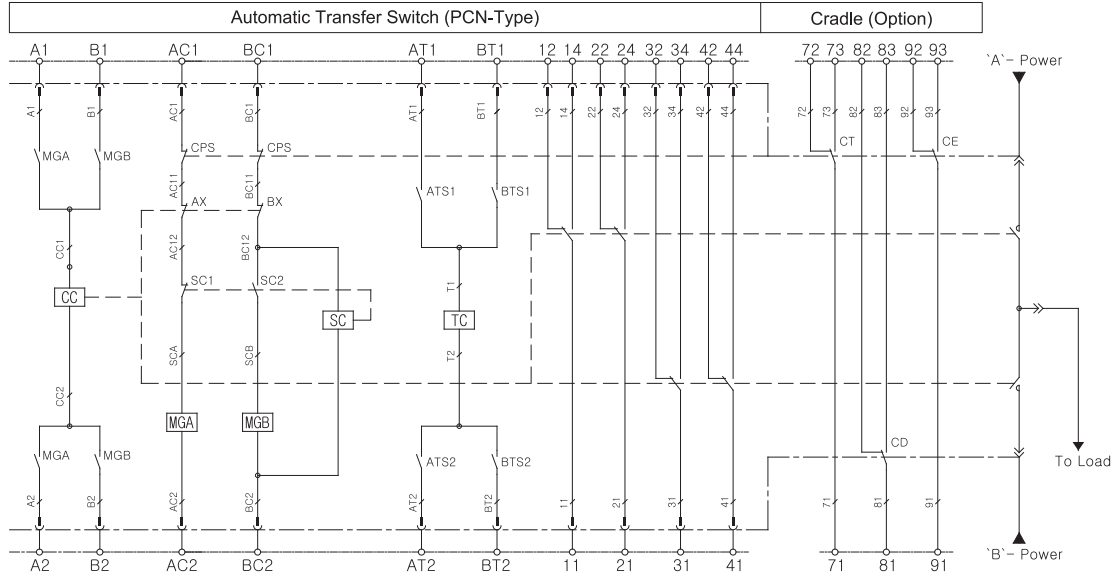 Automatic Transfer Switch (PCN-Type) Cradle (Option)
A1 B1 AC1 BC1 AT1 BT1 12 14 22 24 32 34 42 44 72 73 82 83 92 93
`A`- Power
A1 B1 AC1 BC1 AT1 BT1 12 14 22 24 32 34 42 44 72 73 82 83 92 93
MGA MGB CPS CPS CT CE
AC11 BC11
ATS1 BTS1
AX BX
CC1 AC12 BC12
SC1 SC2 T1
CC SC TC
SCA SCB T2
CC2
MGA MGB
MGA MGB ATS2 BTS2 CD
To Load
A2 B2 AC2 BC2 AT2 BT2 11 21 31 41 71 81 91
`B`- Power
A2 B2 AC2 BC2 AT2 BT2 11 21 31 41 71 81 91